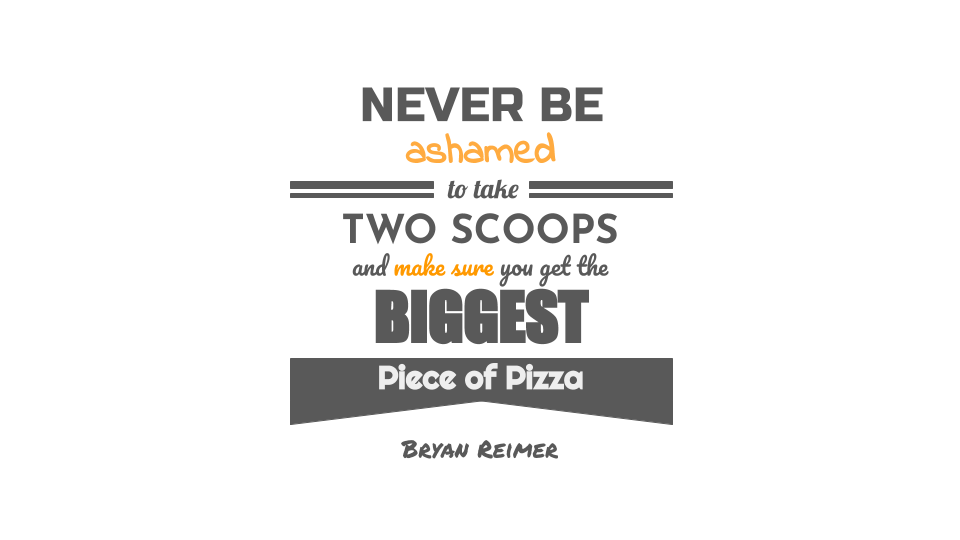 NEVER BE
ashamed
to take
TWO SCOOPS
and make sure you get the
BIGGEST
Piece of Pizza
BRYAN REIMER